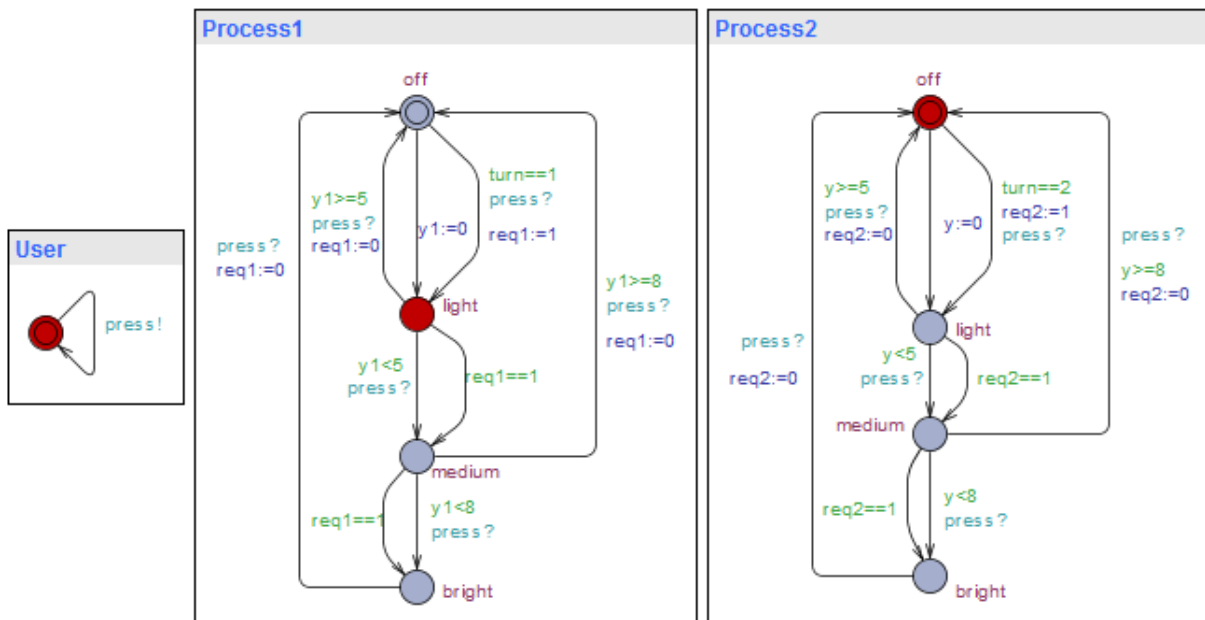 User
press!
Process1
off
turn==1
press?
req1:=1
y1>=5
press?
req1:=0
y1:=0
press?
req1:=0
y1>=8
press?
req1:=0
light
y1<5
press?
req1==1
medium
req1==1
y1<8
press?
bright
Process2
off
y>=5
press?
req2:=0
y:=0
turn==2
req2:=1
press?
press?
y>=8
req2:=0
light
press?
req2:=0
y<5
press?
req2==1
medium
req2==1
y<8
press?
bright